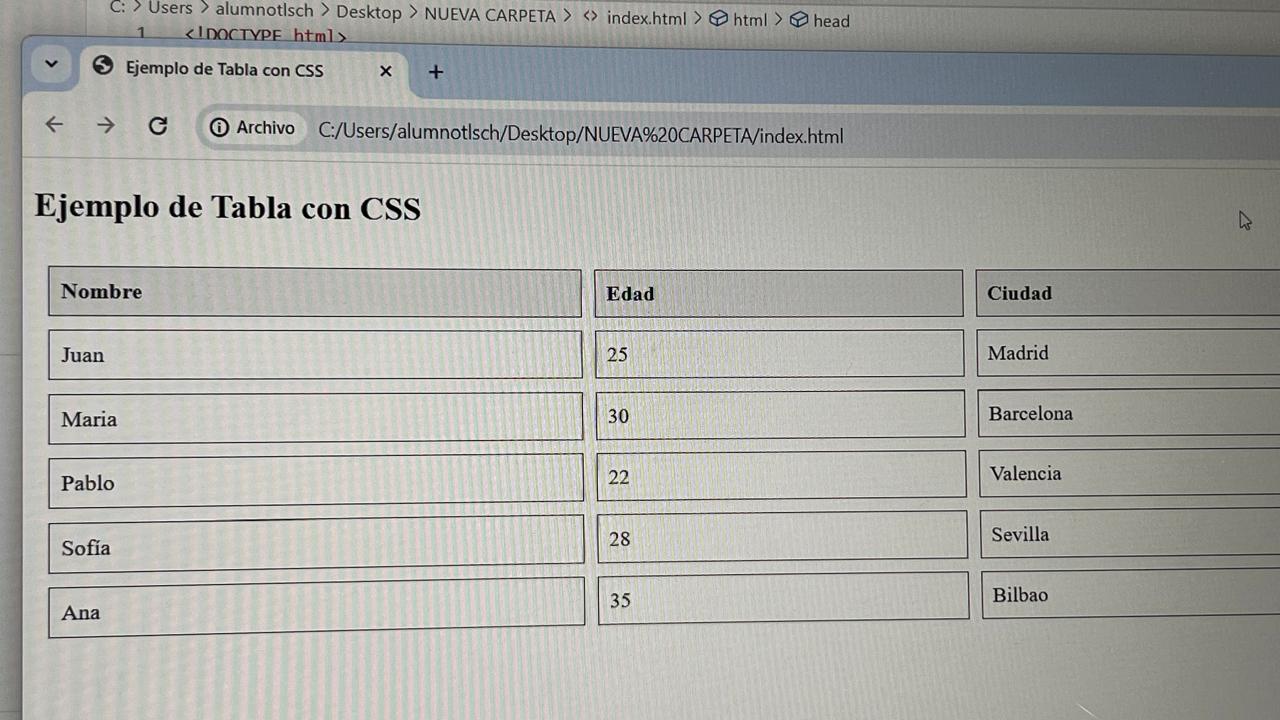 C: > Users > alumnotlsch > Desktop > NUEVA CARPETA > <> index.html > html > head
1 <!DOCTYPE html>
Ejemplo de Tabla con CSS
Archivo C:/Users/alumnotlsch/Desktop/NUEVA%20CARPETA/index.html
Ejemplo de Tabla con CSS
Nombre Edad Ciudad
Juan 25 Madrid
Maria 30 Barcelona
Pablo 22 Valencia
Sofía 28 Sevilla
Ana 35 Bilbao